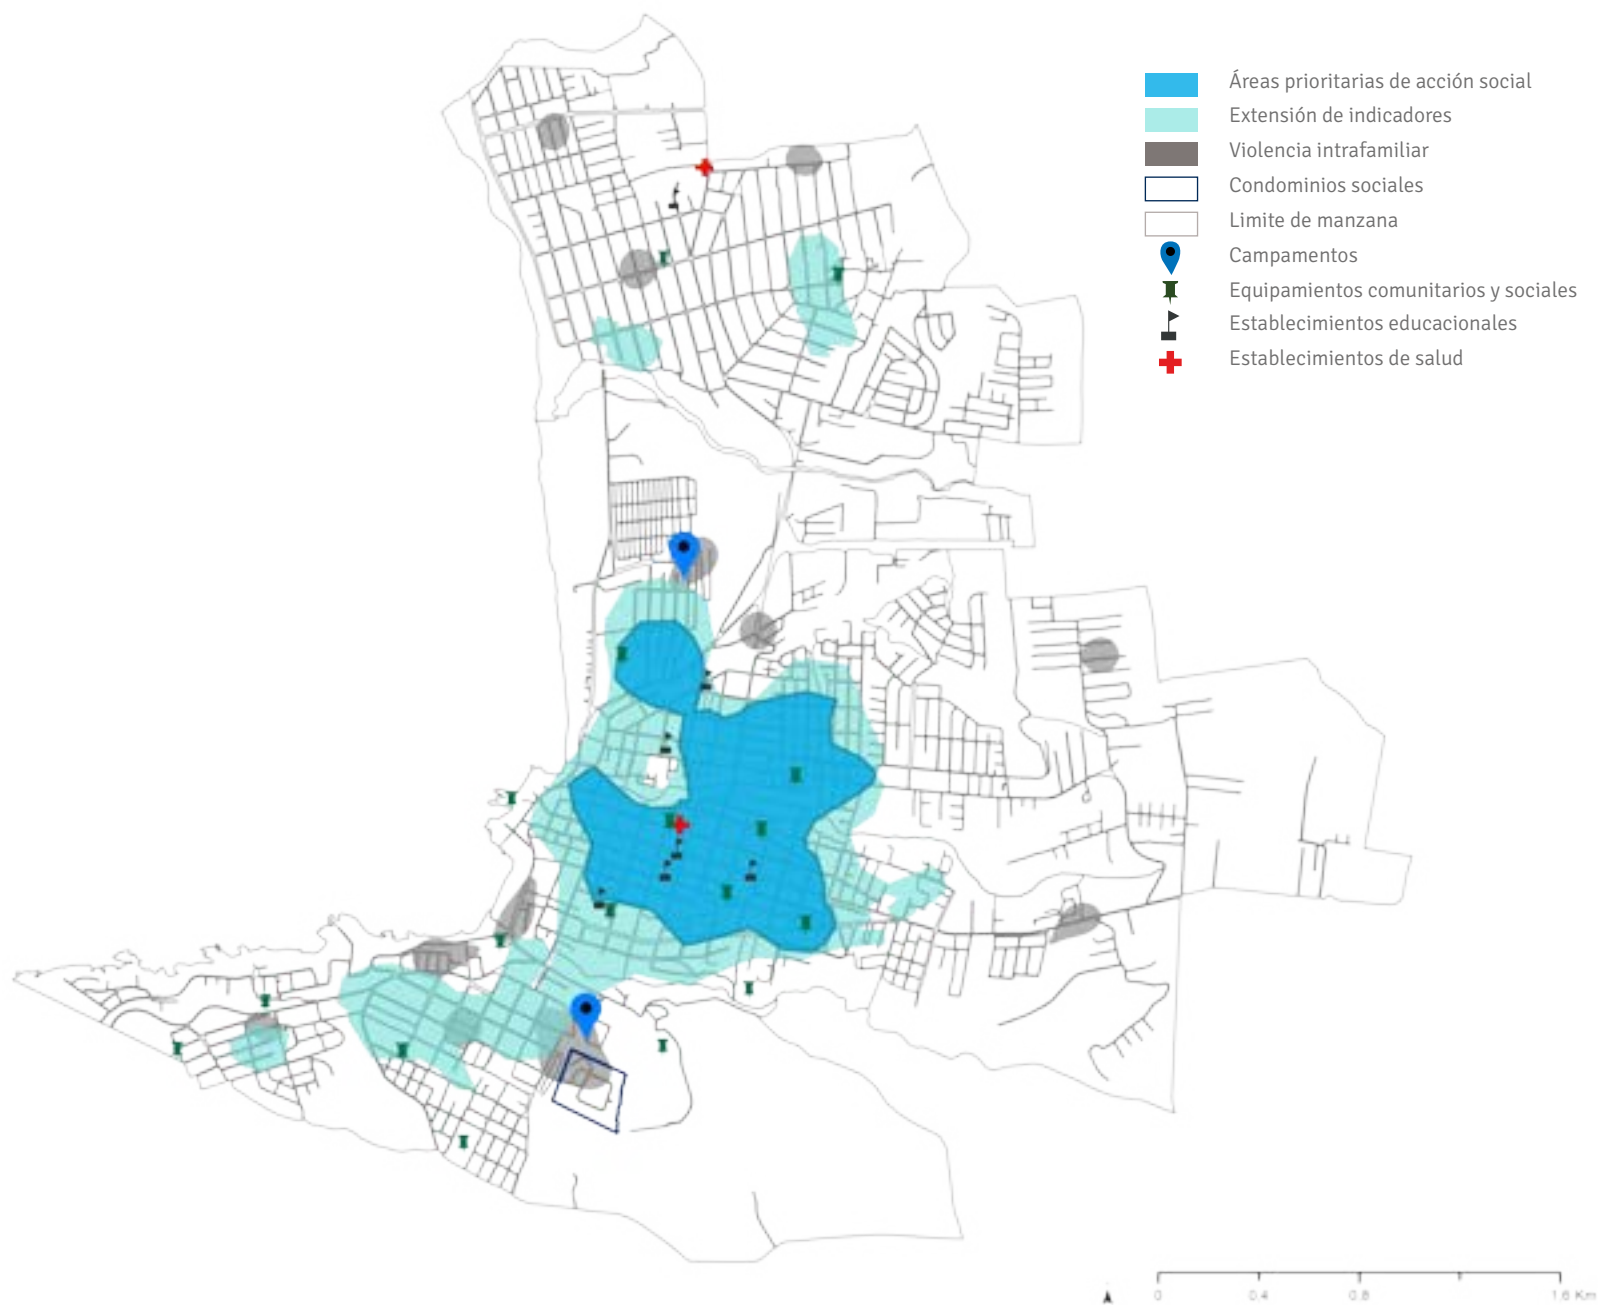 Áreas prioritarias de acción social
Extensión de indicadores
Violencia intrafamiliar
Condominios sociales
Limite de manzana
Campamentos
Equipamientos comunitarios y sociales
Establecimientos educacionales
Establecimientos de salud
0 0.4 0.8 1.6 Km